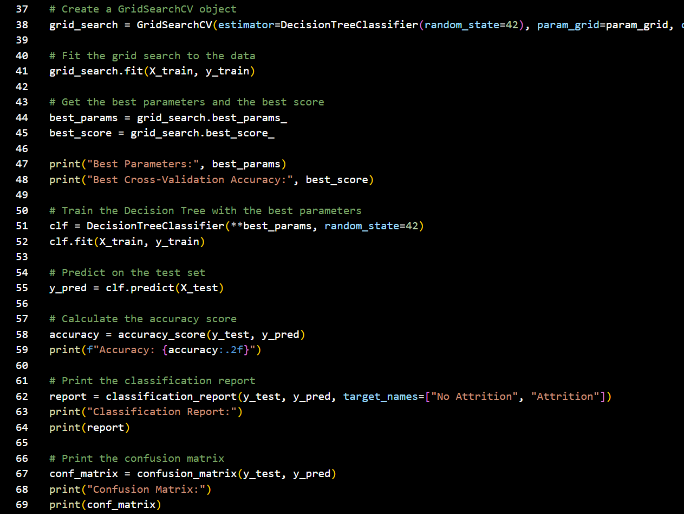 37 # Create a GridSearchCV object
38 grid_search = GridSearchCV(estimator=DecisionTreeClassifier(random_state=42), param_grid=param_grid,
39
40 # Fit the grid search to the data
41 grid_search.fit(X_train, y_train)
42
43 # Get the best parameters and the best score
44 best_params = grid_search.best_params_
45 best_score = grid_search.best_score_
46
47 print("Best Parameters:", best_params)
48 print("Best Cross-Validation Accuracy:", best_score)
49
50 # Train the Decision Tree with the best parameters
51 clf = DecisionTreeClassifier(**best_params, random_state=42)
52 clf.fit(X_train, y_train)
53
54 # Predict on the test set
55 y_pred = clf.predict(X_test)
56
57 # Calculate the accuracy score
58 accuracy = accuracy_score(y_test, y_pred)
59 print(f"Accuracy: {accuracy:.2f}")
60
61 # Print the classification report
62 report = classification_report(y_test, y_pred, target_names=["No Attrition", "Attrition"])
63 print("Classification Report:")
64 print(report)
65
66 # Print the confusion matrix
67 conf_matrix = confusion_matrix(y_test, y_pred)
68 print("Confusion Matrix:")
69 print(conf_matrix)